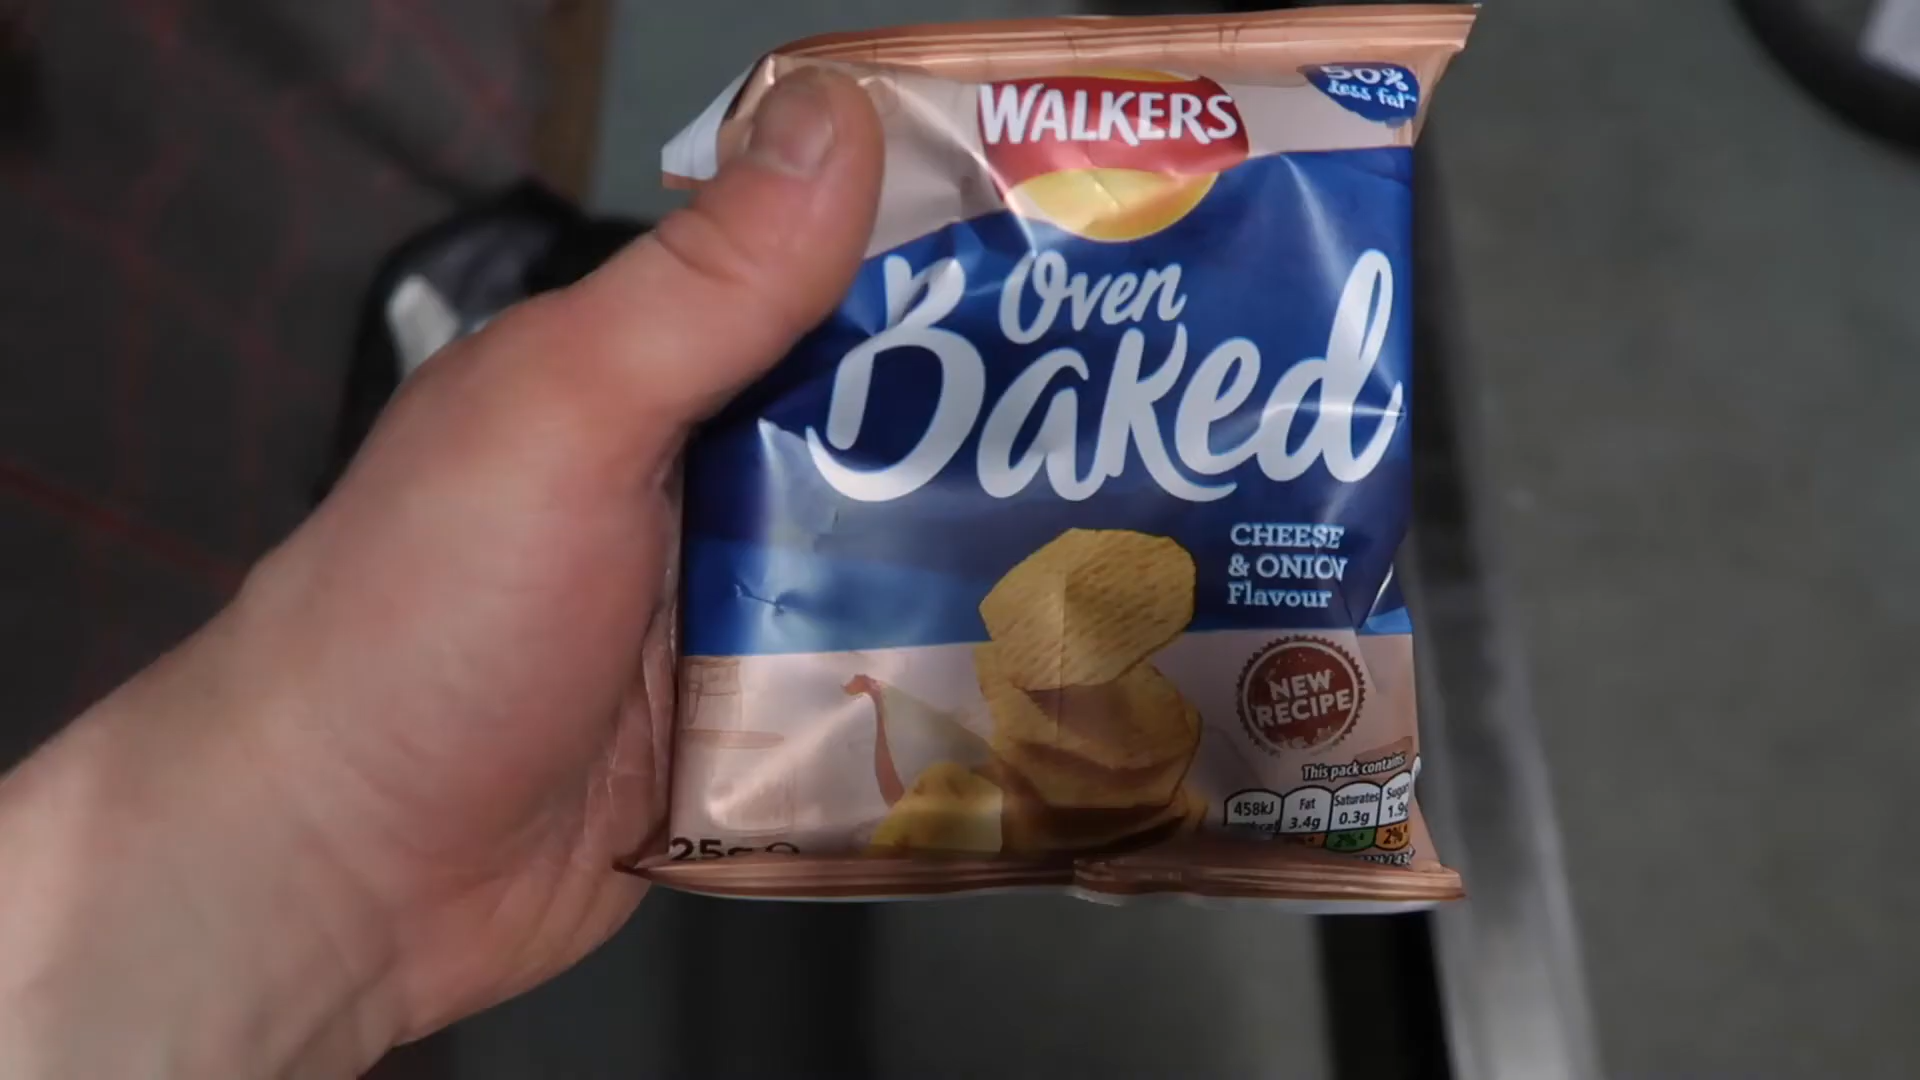 WALKERS
50%
Less fat**
Oven
Baked
CHEESE
& ONION
Flavour
NEW
RECIPE
This pack contains
458kJ Fat Saturates
3.4g 0.3g 1.9g
2%* 2%*
25g